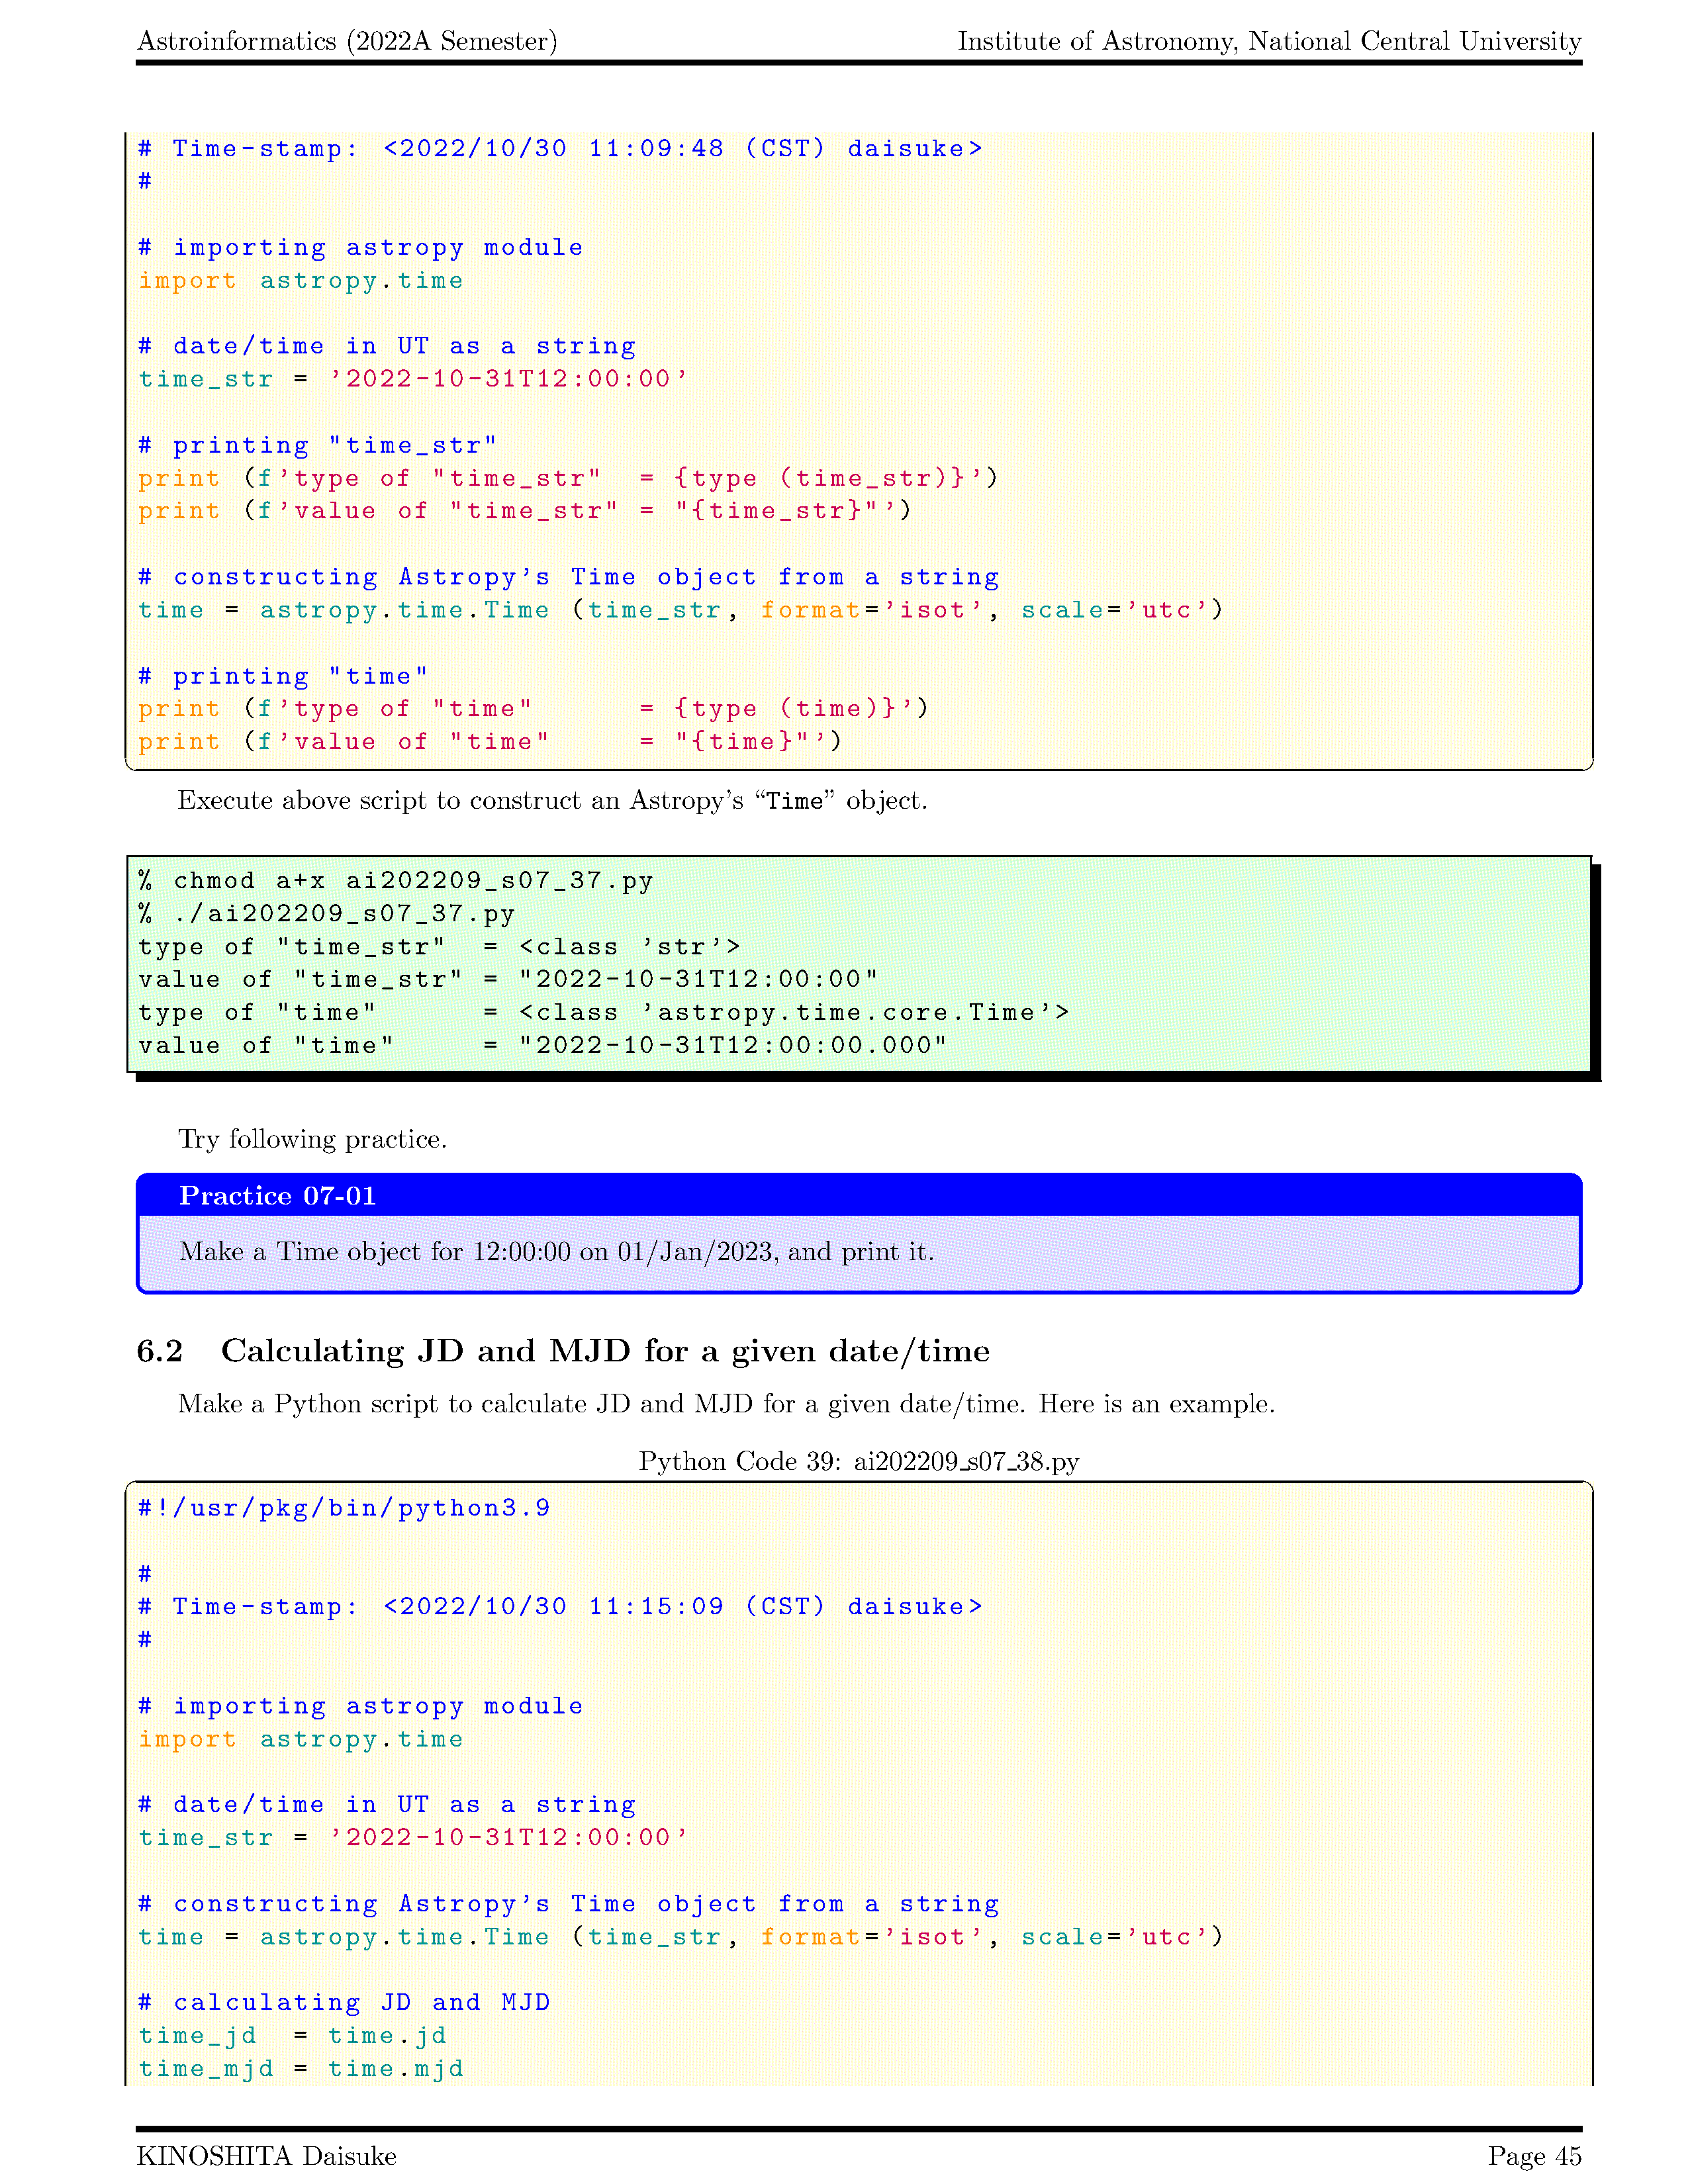 Astroinformatics (2022A Semester) Institute of Astronomy, National Central University
# Time-stamp: <2022/10/30 11:09:48 (CST) daisuke>
#
# importing astropy module
import astropy.time
# date/time in UT as a string
time_str = '2022-10-31T12:00:00'
# printing "time_str"
print (f'type of "time_str"  = {type (time_str)}')
print (f'value of "time_str" = "{time_str}"')
# constructing Astropy's Time object from a string
time = astropy.time.Time (time_str, format='isot', scale='utc')
# printing "time"
print (f'type of "time"      = {type (time)}')
print (f'value of "time"     = "{time}"')
Execute above script to construct an Astropy's “Time” object.
% chmod a+x ai202209_s07_37.py
% ./ai202209_s07_37.py
type of "time_str"  = <class 'str'>
value of "time_str" = "2022-10-31T12:00:00"
type of "time"      = <class 'astropy.time.core.Time'>
value of "time"     = "2022-10-31T12:00:00.000"
Try following practice.
Practice 07-01
Make a Time object for 12:00:00 on 01/Jan/2023, and print it.
6.2 Calculating JD and MJD for a given date/time
Make a Python script to calculate JD and MJD for a given date/time. Here is an example.
Python Code 39: ai202209_s07_38.py
#!/usr/pkg/bin/python3.9
#
# Time-stamp: <2022/10/30 11:15:09 (CST) daisuke>
#
# importing astropy module
import astropy.time
# date/time in UT as a string
time_str = '2022-10-31T12:00:00'
# constructing Astropy's Time object from a string
time = astropy.time.Time (time_str, format='isot', scale='utc')
# calculating JD and MJD
time_jd  = time.jd
time_mjd = time.mjd
KINOSHITA Daisuke Page 45